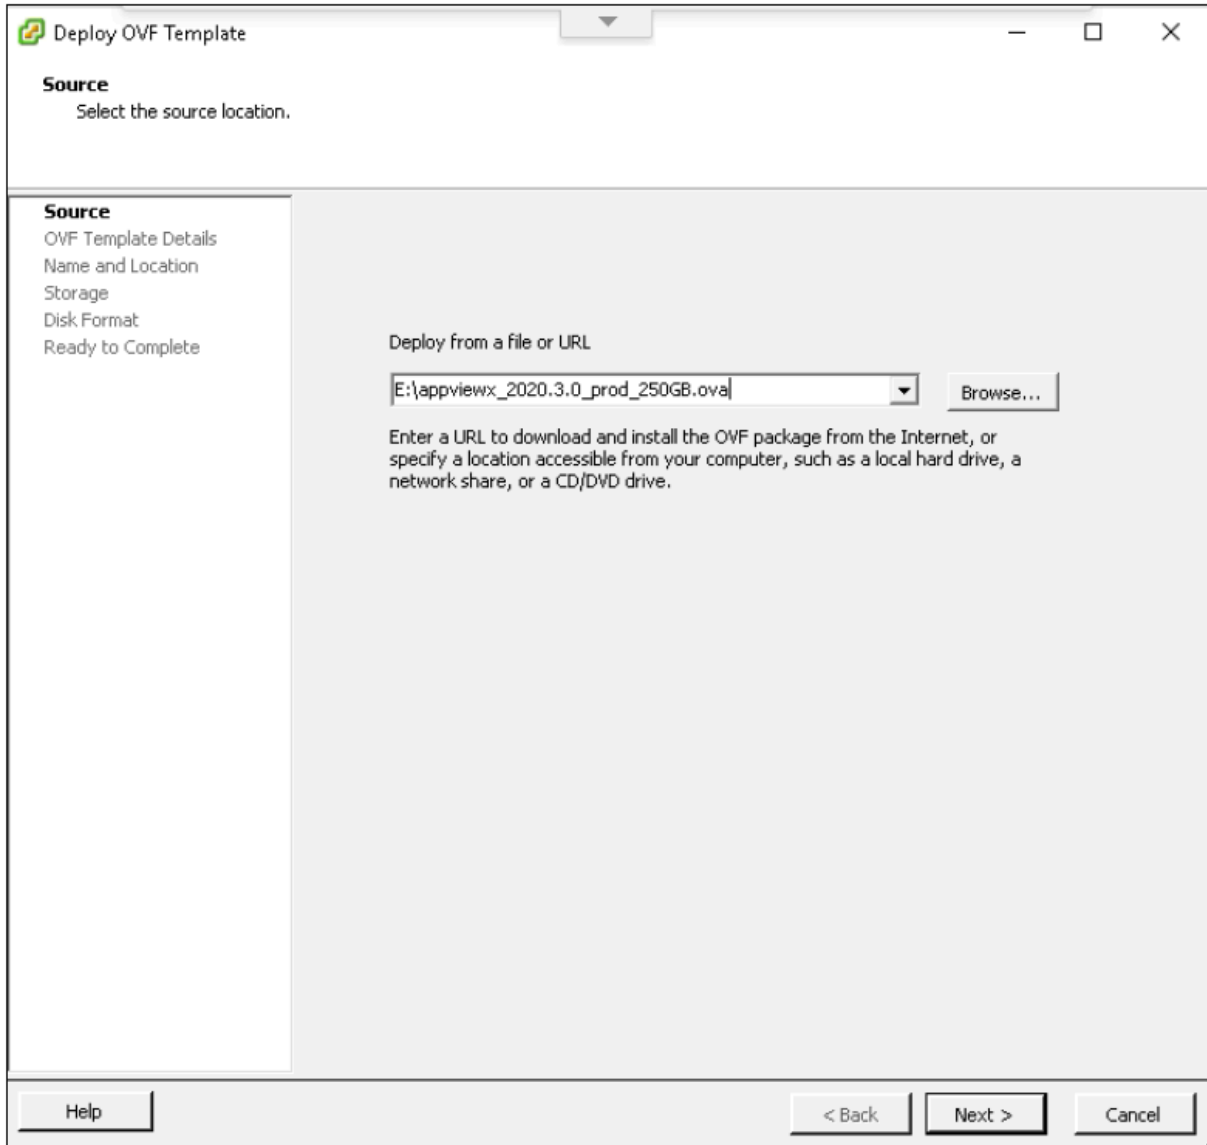 Deploy OVF Template
Source
Select the source location.
Source
OVF Template Details
Name and Location
Storage
Disk Format
Ready to Complete
Deploy from a file or URL
E:\appviewx_2020.3.0_prod_250GB.ova
Browse...
Enter a URL to download and install the OVF package from the Internet, or
specify a location accessible from your computer, such as a local hard drive, a
network share, or a CD/DVD drive.
Help
< Back
Next >
Cancel